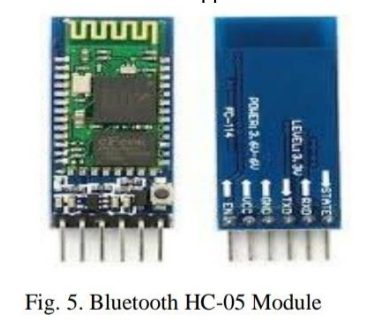 FC-114
POWER:3.6V-6V
LEVEL:3.3V
EN
VCC
GND
TXD
RXD
STATE
Fig. 5. Bluetooth HC-05 Module